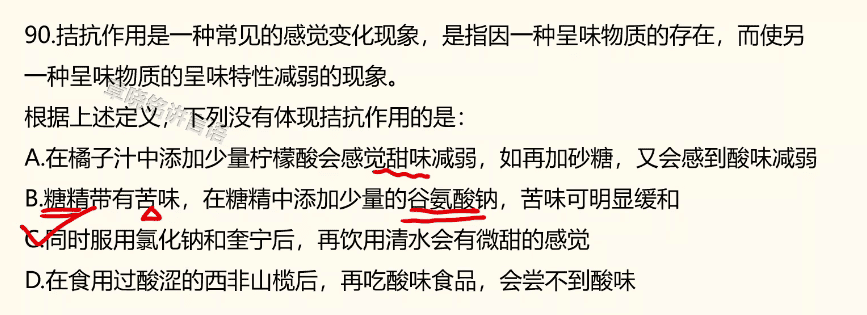 90.拮抗作用是一种常见的感觉变化现象，是指因一种呈味物质的存在，而使另
一种呈味物质的呈味特性减弱的现象。
根据上述定义，下列没有体现拮抗作用的是：
A.在橘子汁中添加少量柠檬酸会感觉甜味减弱，如再加砂糖，又会感到酸味减弱
B.糖精带有苦味，在糖精中添加少量的谷氨酸钠，苦味可明显缓和
C.同时服用氯化钠和奎宁后，再饮用清水会有微甜的感觉
D.在食用过酸涩的西非山榄后，再吃酸味食品，会尝不到酸味